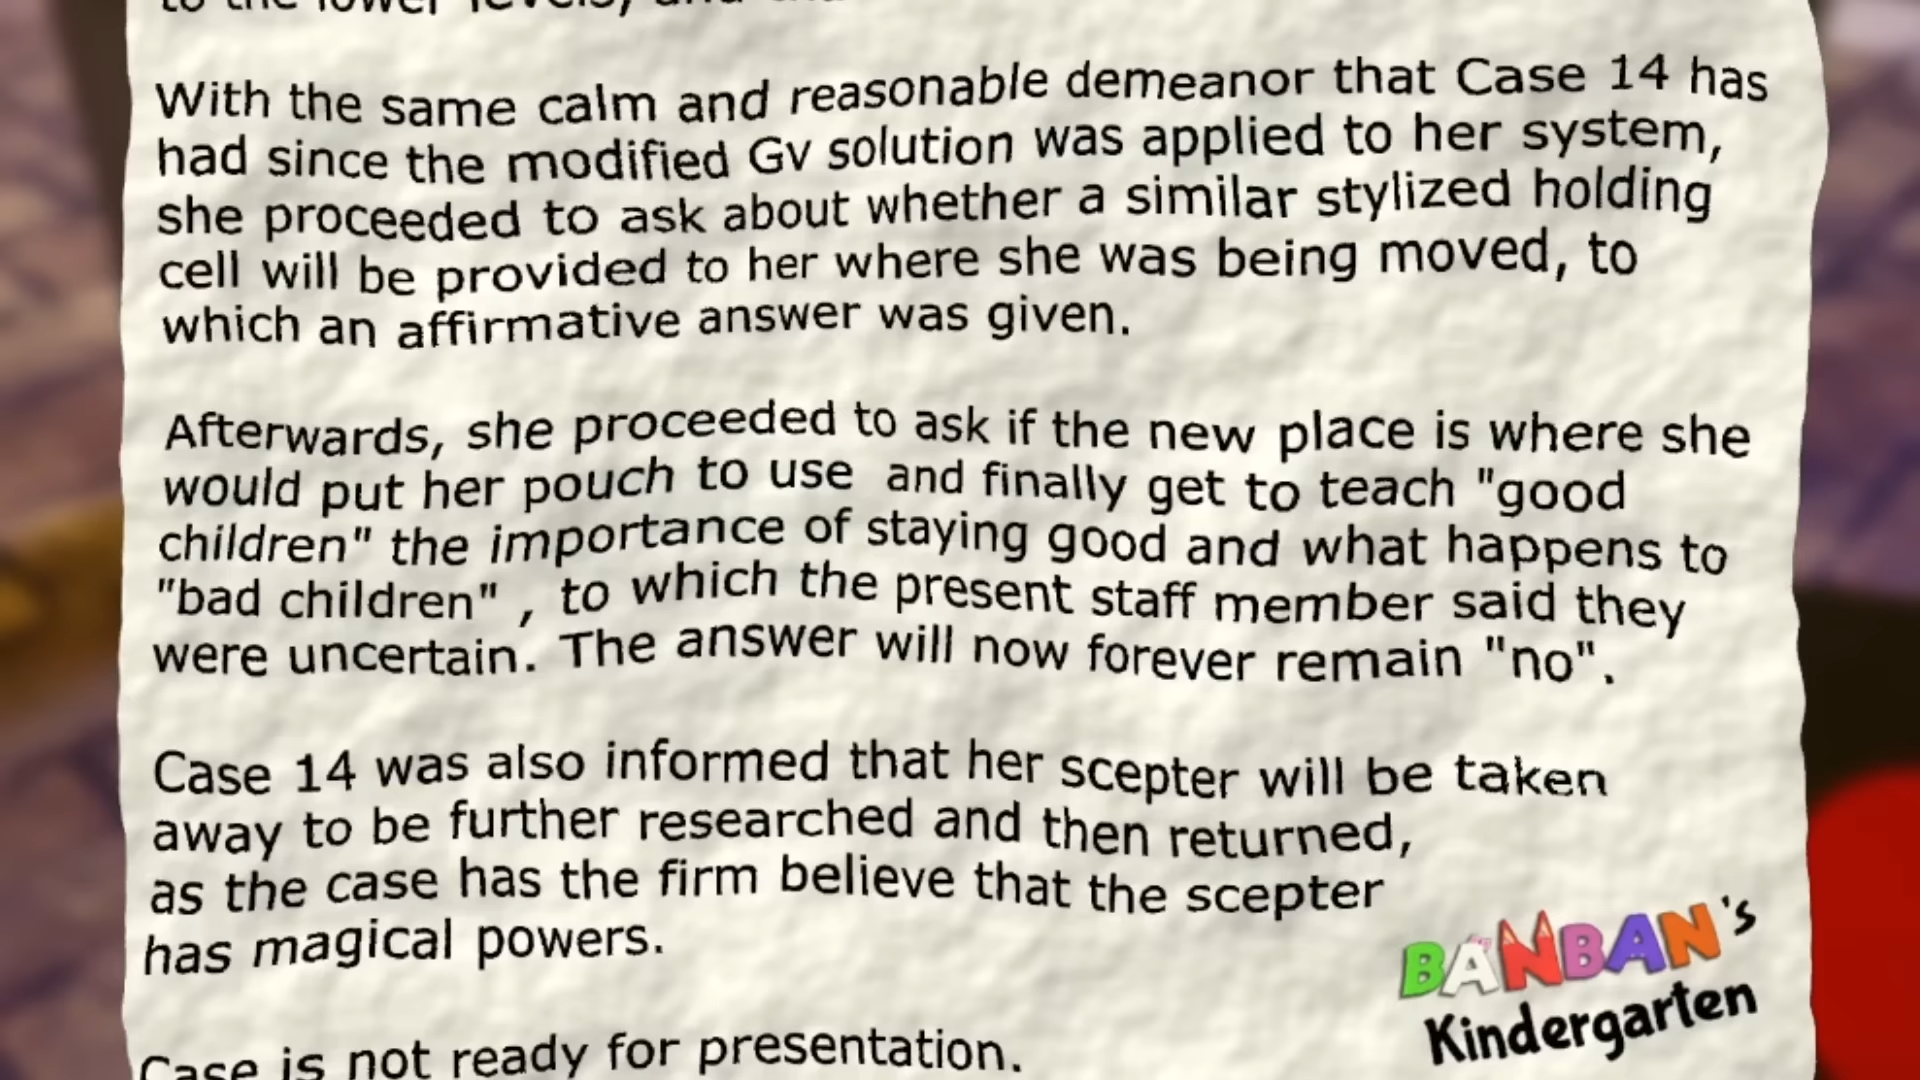 to the lower levels, and
With the same calm and reasonable demeanor that Case 14 has
had since the modified Gv solution was applied to her system,
she proceeded to ask about whether a similar stylized holding
cell will be provided to her where she was being moved, to
which an affirmative answer was given.
Afterwards, she proceeded to ask if the new place is where she
would put her pouch to use  and finally get to teach "good
children" the importance of staying good and what happens to
"bad children" , to which the present staff member said they
were uncertain. The answer will now forever remain "no".
Case 14 was also informed that her scepter will be taken
away to be further researched and then returned,
as the case has the firm believe that the scepter
has magical powers.
Case is not ready for presentation.
BANBAN's
Kindergarten